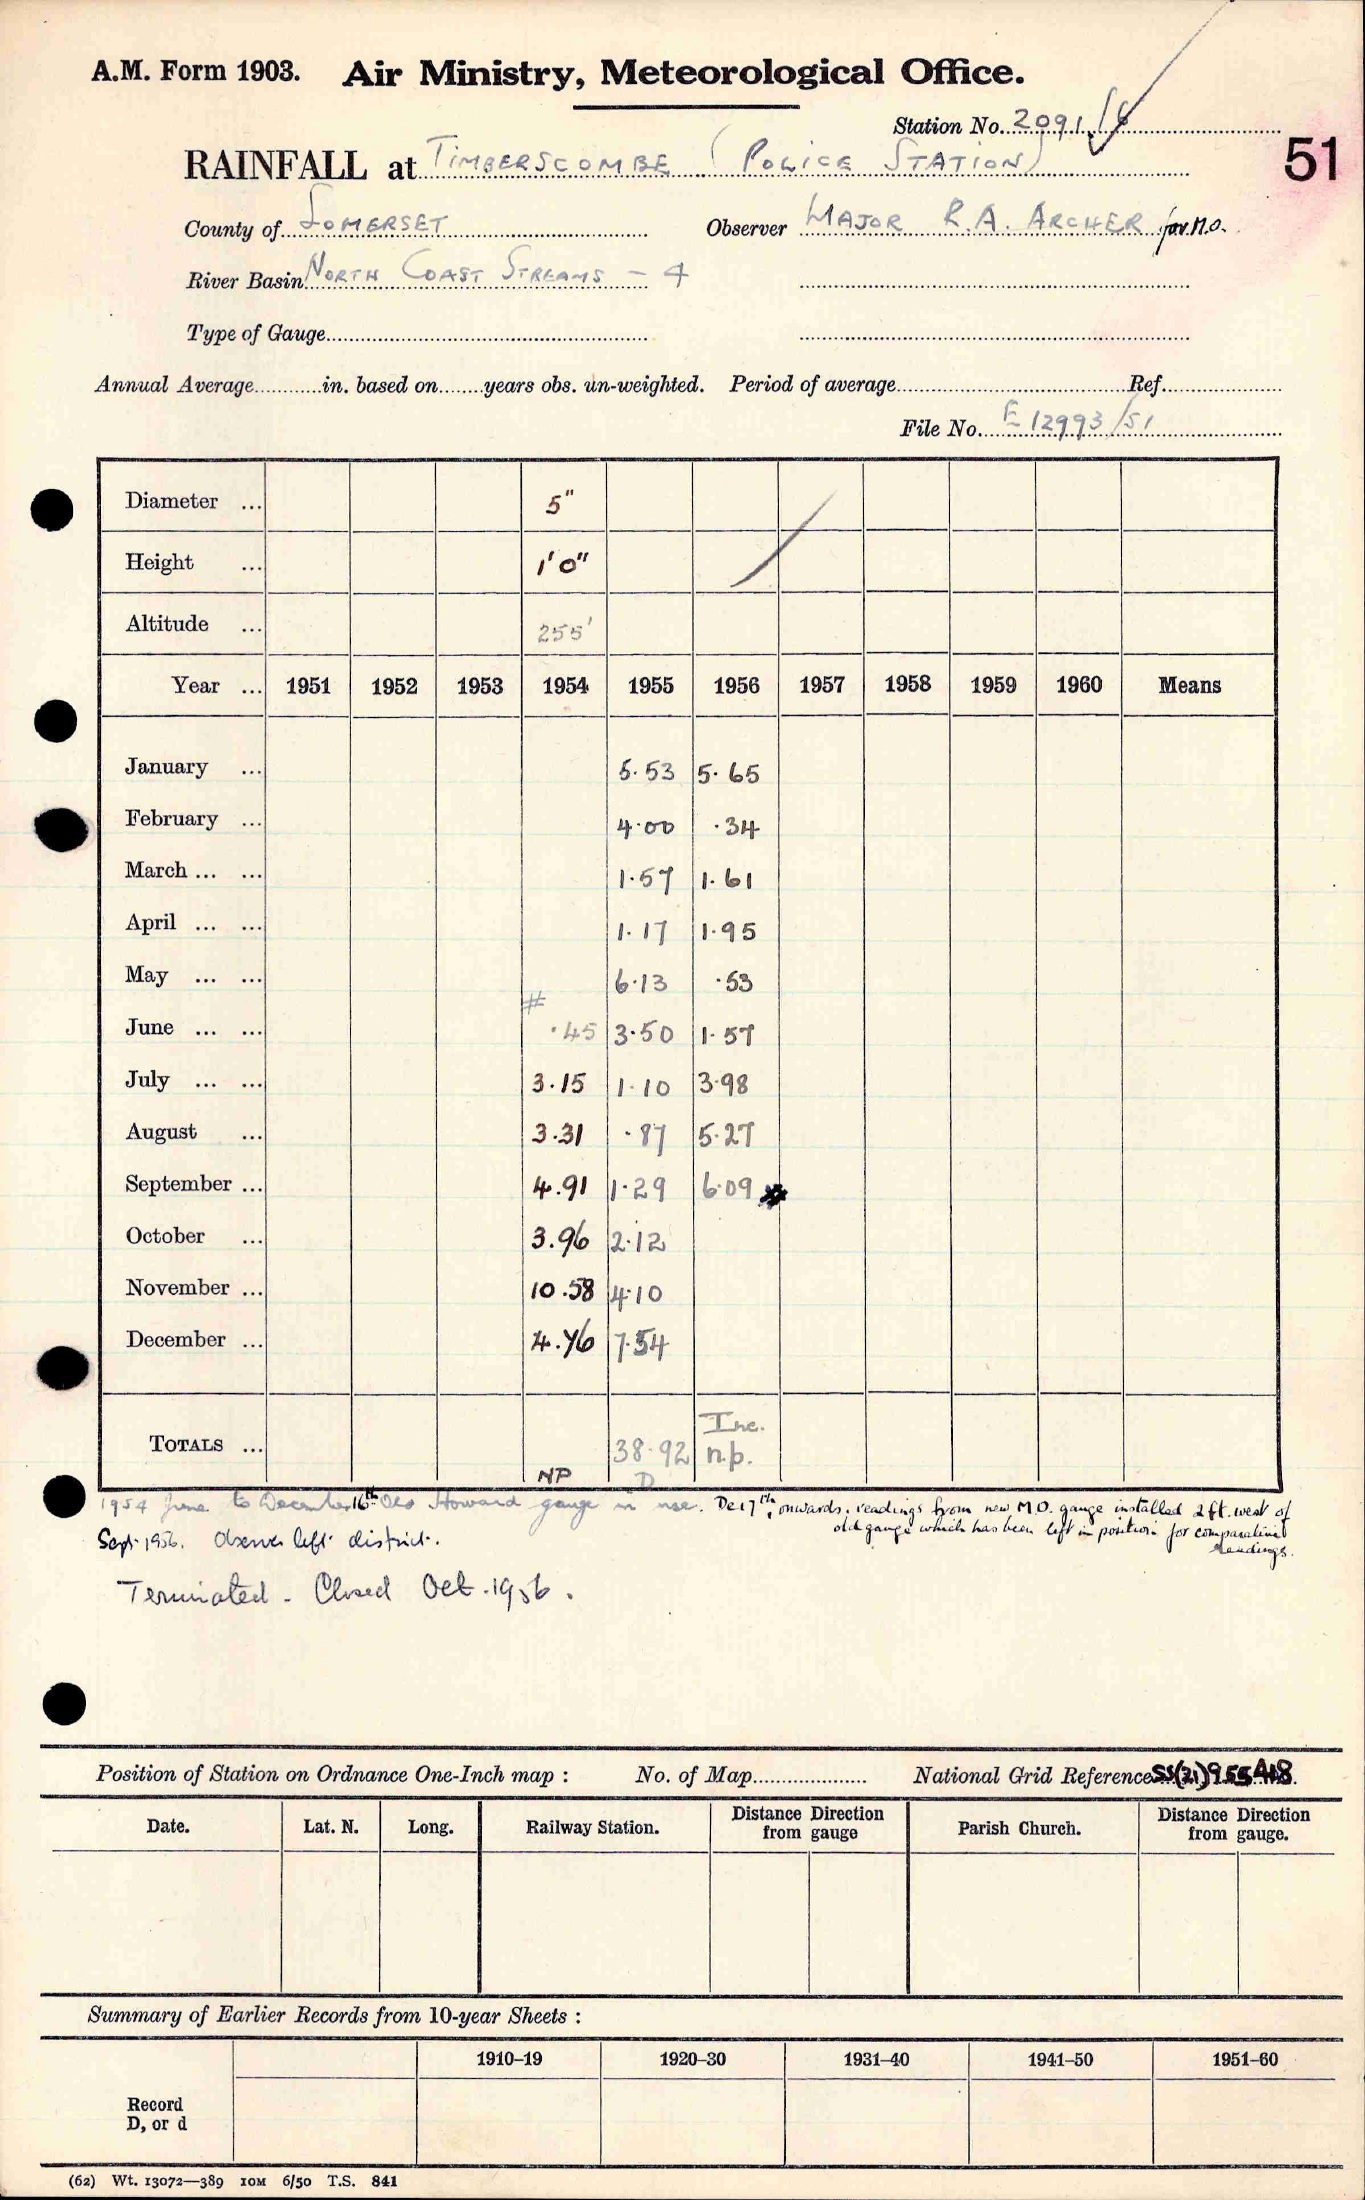 A.M. Form 1903. Air Ministry, Meteorological Office.
Station No. 2091/6
51
RAINFALL at TIMBERSCOMBE (POLICE STATION)
County of SOMERSET Observer MAJOR R.A. ARCHER for M.O.
River Basin NORTH COAST STREAMS - 4
Type of Gauge
Annual Average in. based on years obs. un-weighted. Period of average Ref.
File No. E 12993/51
Diameter ... 5"
Height ... 1'0"
Altitude ... 255'
Year ... 1951 1952 1953 1954 1955 1956 1957 1958 1959 1960 Means
January ... 5.53 5.65
February ... 4.00 .34
March ... ... 1.57 1.61
April ... ... 1.17 1.95
May ... ... 6.13 .53
#
June ... ... .45 3.50 1.57
July ... ... 3.15 1.10 3.98
August ... 3.31 .87 5.27
September ... 4.91 1.29 6.09 #
October ... 3.96 2.12
November ... 10.58 4.10
December ... 4.76 7.54
Inc.
TOTALS ... 38.92 n.p.
NP D
1954 June to December 16th Old Howard gauge in use. De 17th, onwards, readings from new M.O. gauge installed 2 ft. west of
old gauge which has been left in position for comparative
readings.
Sept. 1956. Observer left district.
Terminated - Closed Oct. 1956.
Position of Station on Ordnance One-Inch map : No. of Map National Grid Reference SS(21)955418
Date. Lat. N. Long. Railway Station. Distance Direction from gauge Parish Church. Distance Direction from gauge.
Summary of Earlier Records from 10-year Sheets :
1910–19 1920–30 1931–40 1941–50 1951–60
Record
D, or d
(62) Wt. 13072—389 10M 6/50 T.S. 841